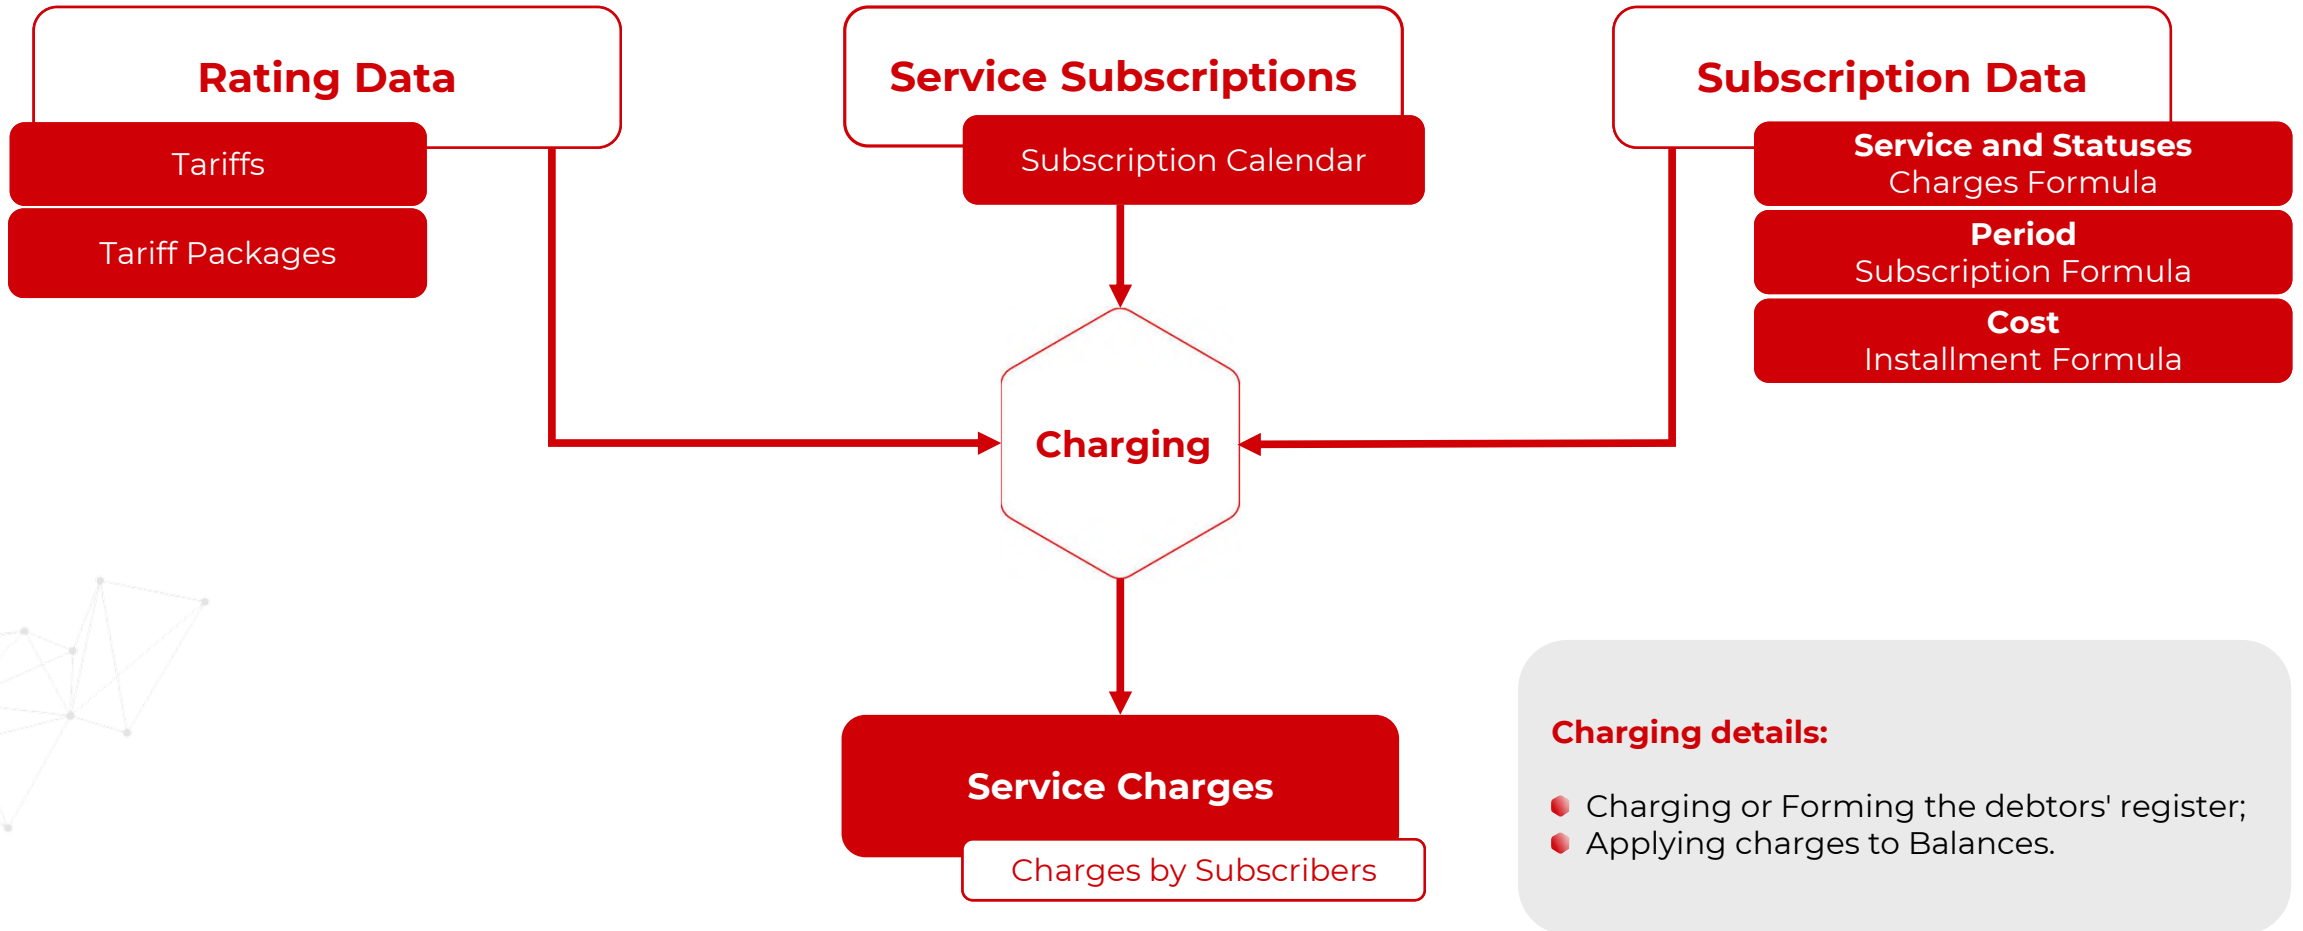 Rating Data
Tariffs
Tariff Packages
Service Subscriptions
Subscription Calendar
Subscription Data
Service and Statuses
Charges Formula
Period
Subscription Formula
Cost
Installment Formula
Charging
Service Charges
Charges by Subscribers
Charging details:
Charging or Forming the debtors' register;
Applying charges to Balances.